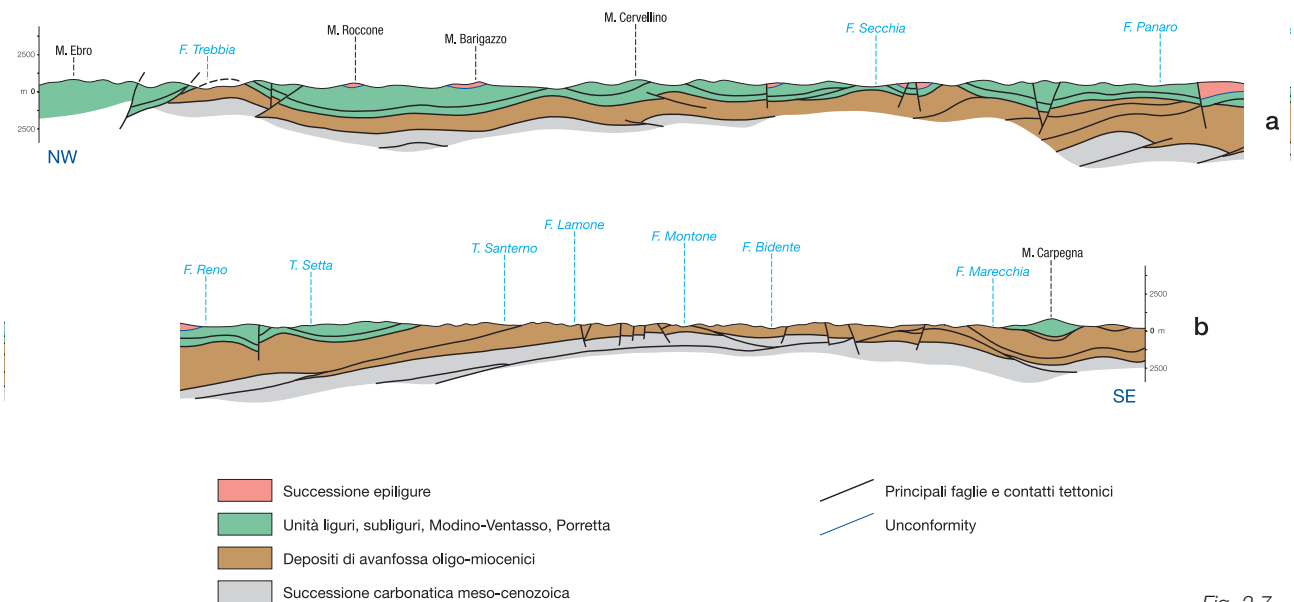 M. Ebro
F. Trebbia
M. Roccone
M. Barigazzo
M. Cervellino
F. Secchia
F. Panaro
2500
m 0
2500
NW
a
F. Reno
T. Setta
T. Santerno
F. Lamone
F. Montone
F. Bidente
F. Marecchia
M. Carpegna
2500
0 m
2500
b
SE
Successione epiligure
Unità liguri, subliguri, Modino-Ventasso, Porretta
Depositi di avanfossa oligo-miocenici
Successione carbonatica meso-cenozoica
Principali faglie e contatti tettonici
Unconformity